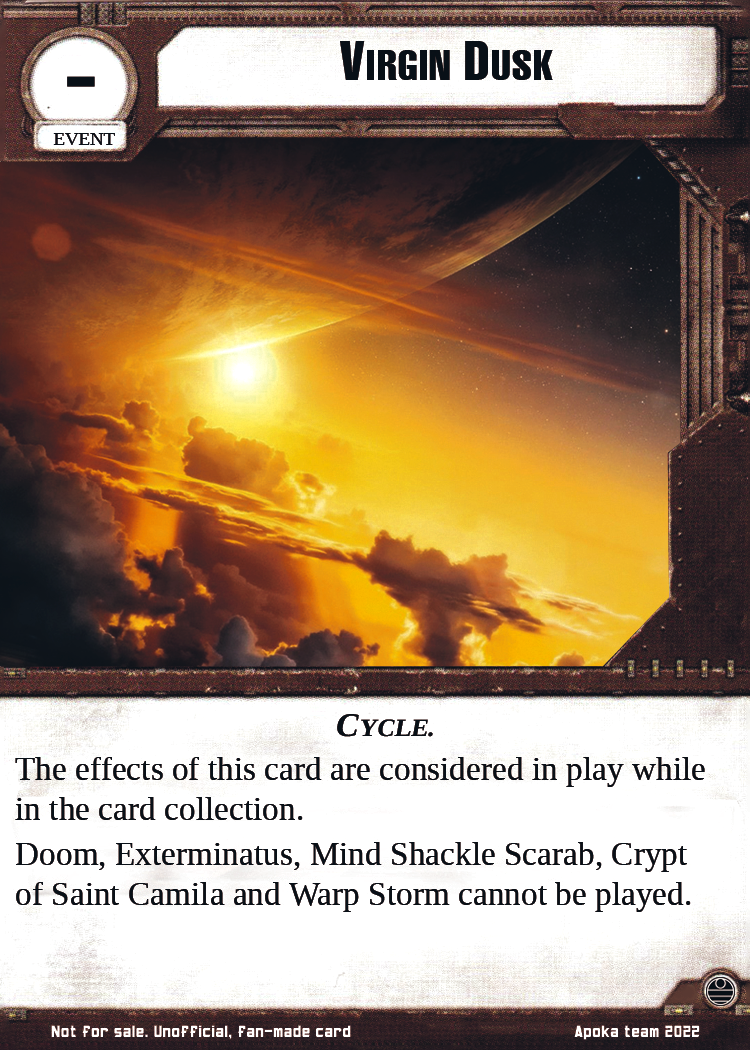 -
Virgin Dusk
EVENT
Cycle.
The effects of this card are considered in play while
in the card collection.
Doom, Exterminatus, Mind Shackle Scarab, Crypt
of Saint Camila and Warp Storm cannot be played.
Not for sale. Unofficial, fan-made card
Apoka team 2022